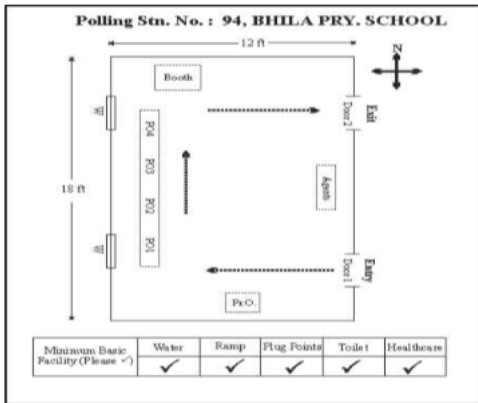 Polling Stn. No. : 94, BHILA PRY. SCHOOL
12 ft
N
Booth
W
PO4
Door 2
Exit
PO3
18 ft
Agents
PO2
W
PO1
Door 1
Entry
Pr.O.
Minimum Basic Facility (Please ✓)
Water
Ramp
Plug Points
Toilet
Healthcare
✓ ✓ ✓ ✓ ✓